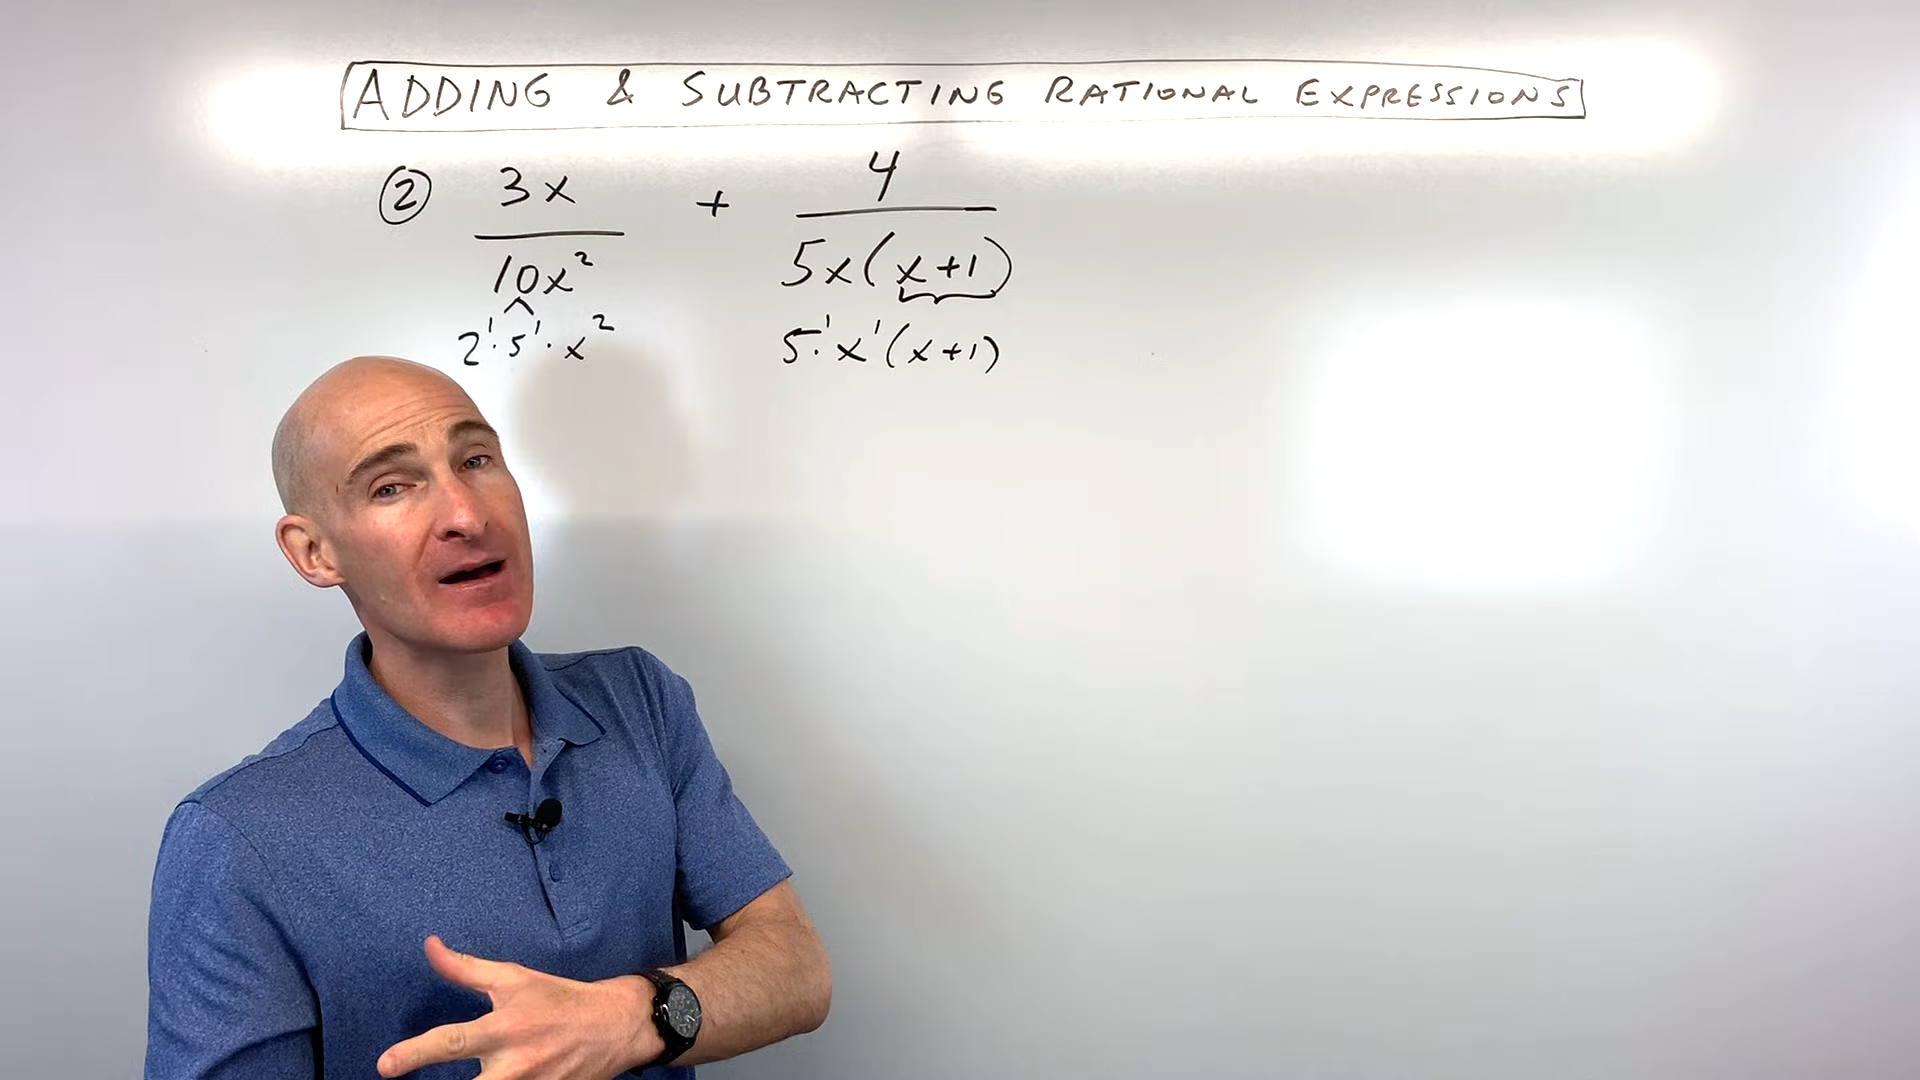 ADDING & SUBTRACTING RATIONAL EXPRESSIONS
② 3x/10x² + 4/5x(x+1)
2¹·5¹·x² 5¹·x¹(x+1)